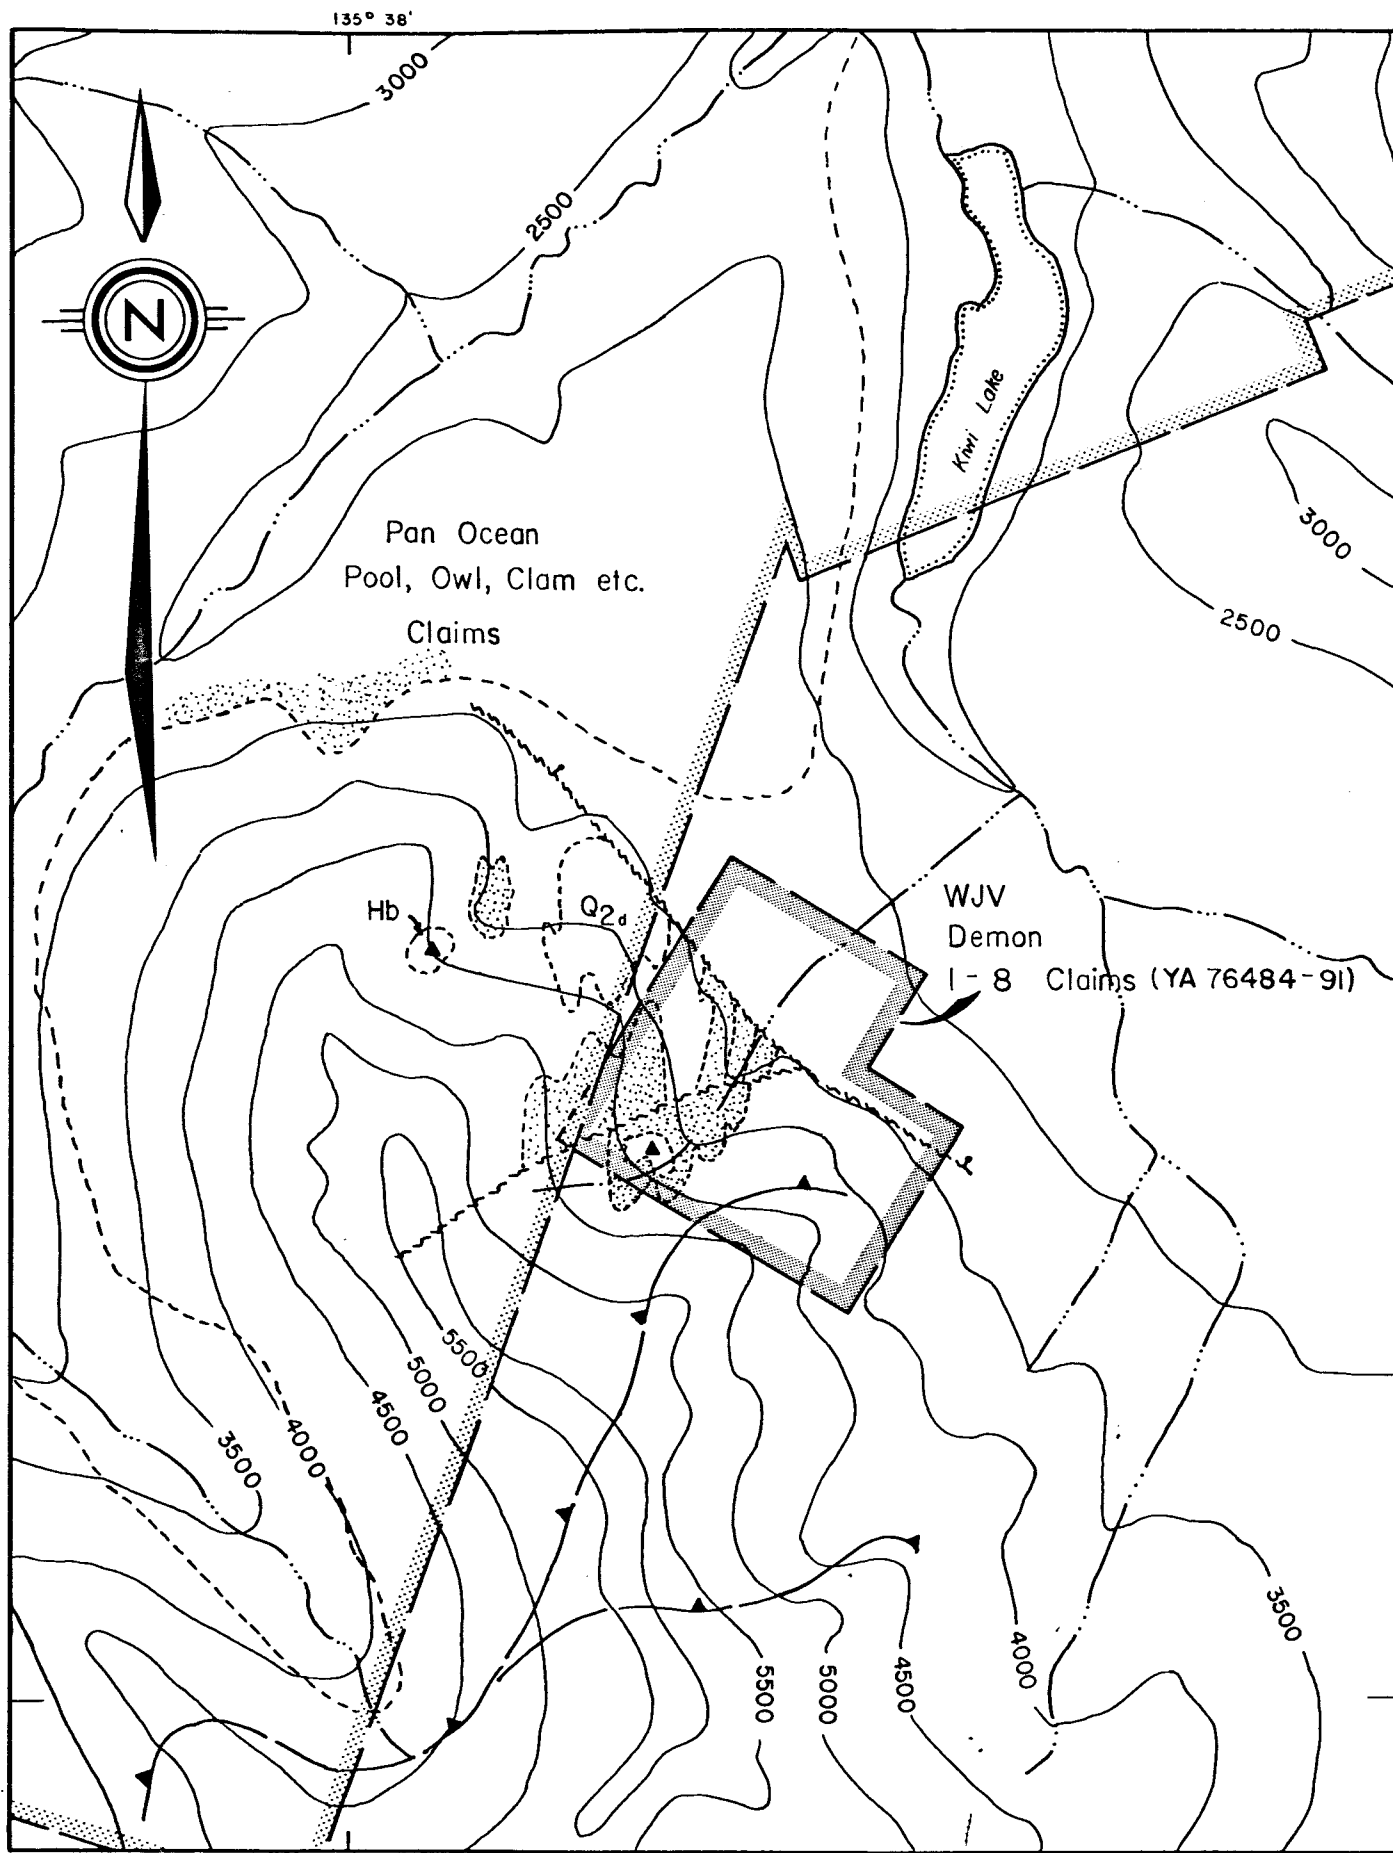 135° 38'
3000
2500
N
Kiwi Lake
3000
2500
Pan Ocean
Pool, Owl, Clam etc.
Claims
Hb
Q2d
WJV
Demon
1-8 Claims (YA 76484-91)
5500
5000
4500
4000
3500
5500
5000
4500
4000
3500